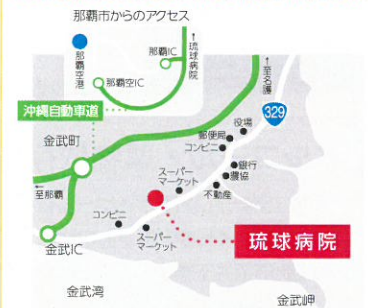 那覇市からのアクセス
那覇IC
↑琉球病院
那覇空港
那覇空IC
↑至名護
沖縄自動車道
329
金武町
役場
郵便局
コンビニ
銀行
農協
スーパー
マーケット
不動産
←
至那覇
コンビニ
スーパー
マーケット
琉球病院
金武IC
金武湾
金武岬